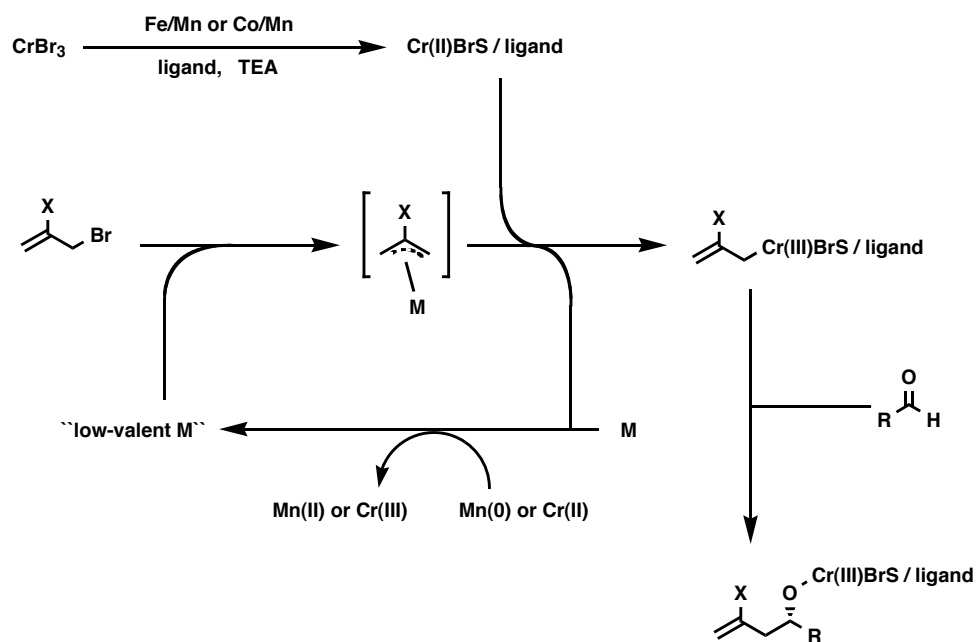 Fe/Mn or Co/Mn
CrBr3
Cr(II)BrS / ligand
ligand, TEA
X
Br
X
M
X
Cr(III)BrS / ligand
O
R
H
``low-valent M``
M
Mn(II) or Cr(III)
Mn(0) or Cr(II)
Cr(III)BrS / ligand
X
O
R